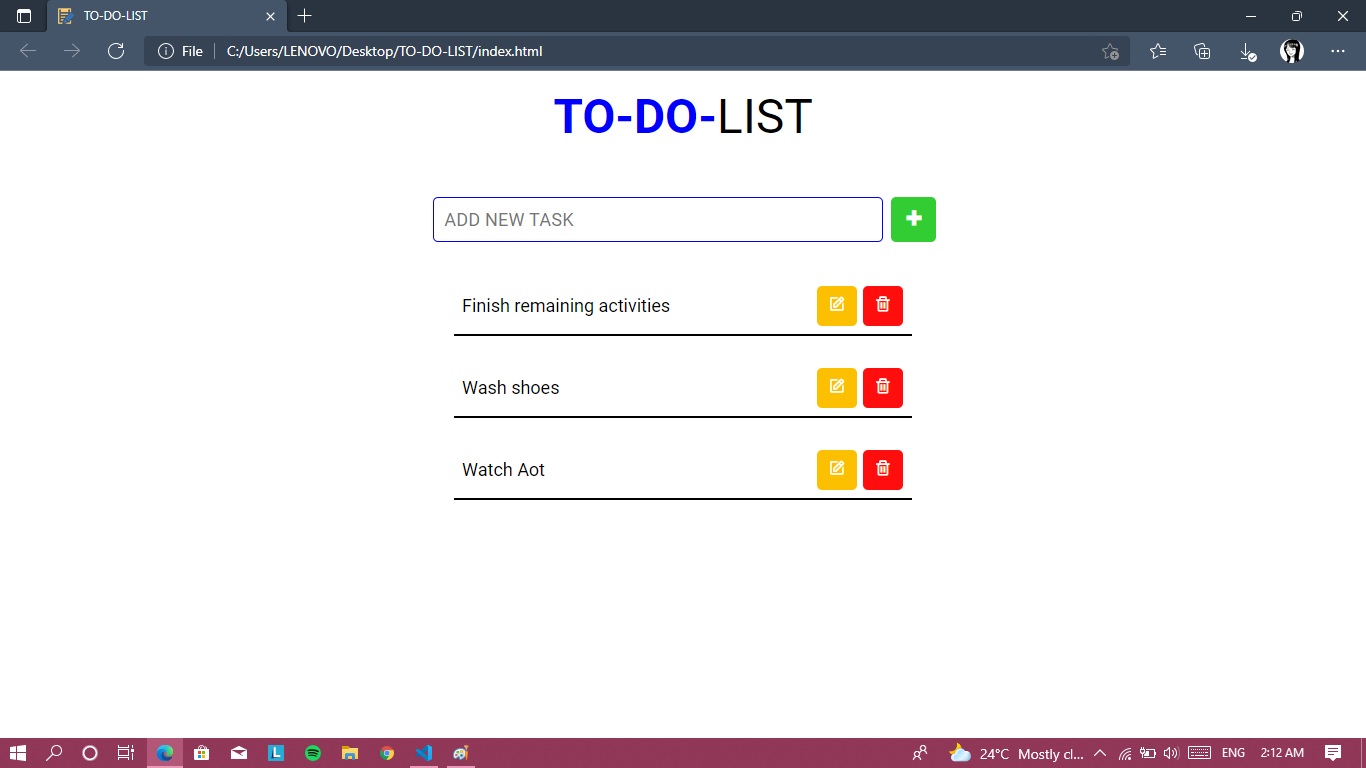 TO-DO-LIST
File
C:/Users/LENOVO/Desktop/TO-DO-LIST/index.html
TO-DO-LIST
ADD NEW TASK
Finish remaining activities
Wash shoes
Watch Aot
L
24°C Mostly cl...
ENG
2:12 AM